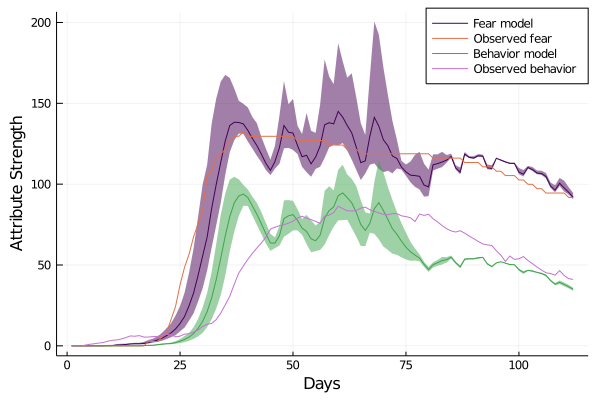 Fear model
Observed fear
Behavior model
Observed behavior
200
150
100
50
0
Attribute Strength
0 25 50 75 100
Days